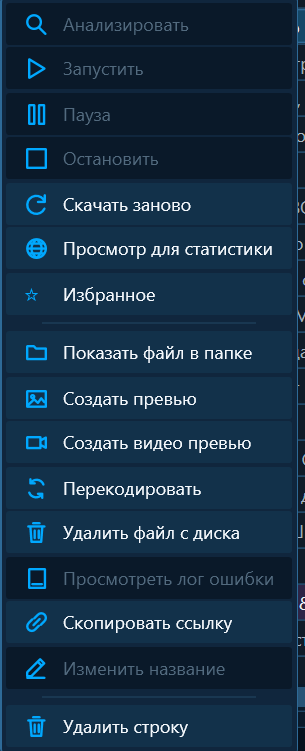 Анализировать
Запустить
Пауза
Остановить
Скачать заново
Просмотр для статистики
Избранное
Показать файл в папке
Создать превью
Создать видео превью
Перекодировать
Удалить файл с диска
Просмотреть лог ошибки
Скопировать ссылку
Изменить название
Удалить строку